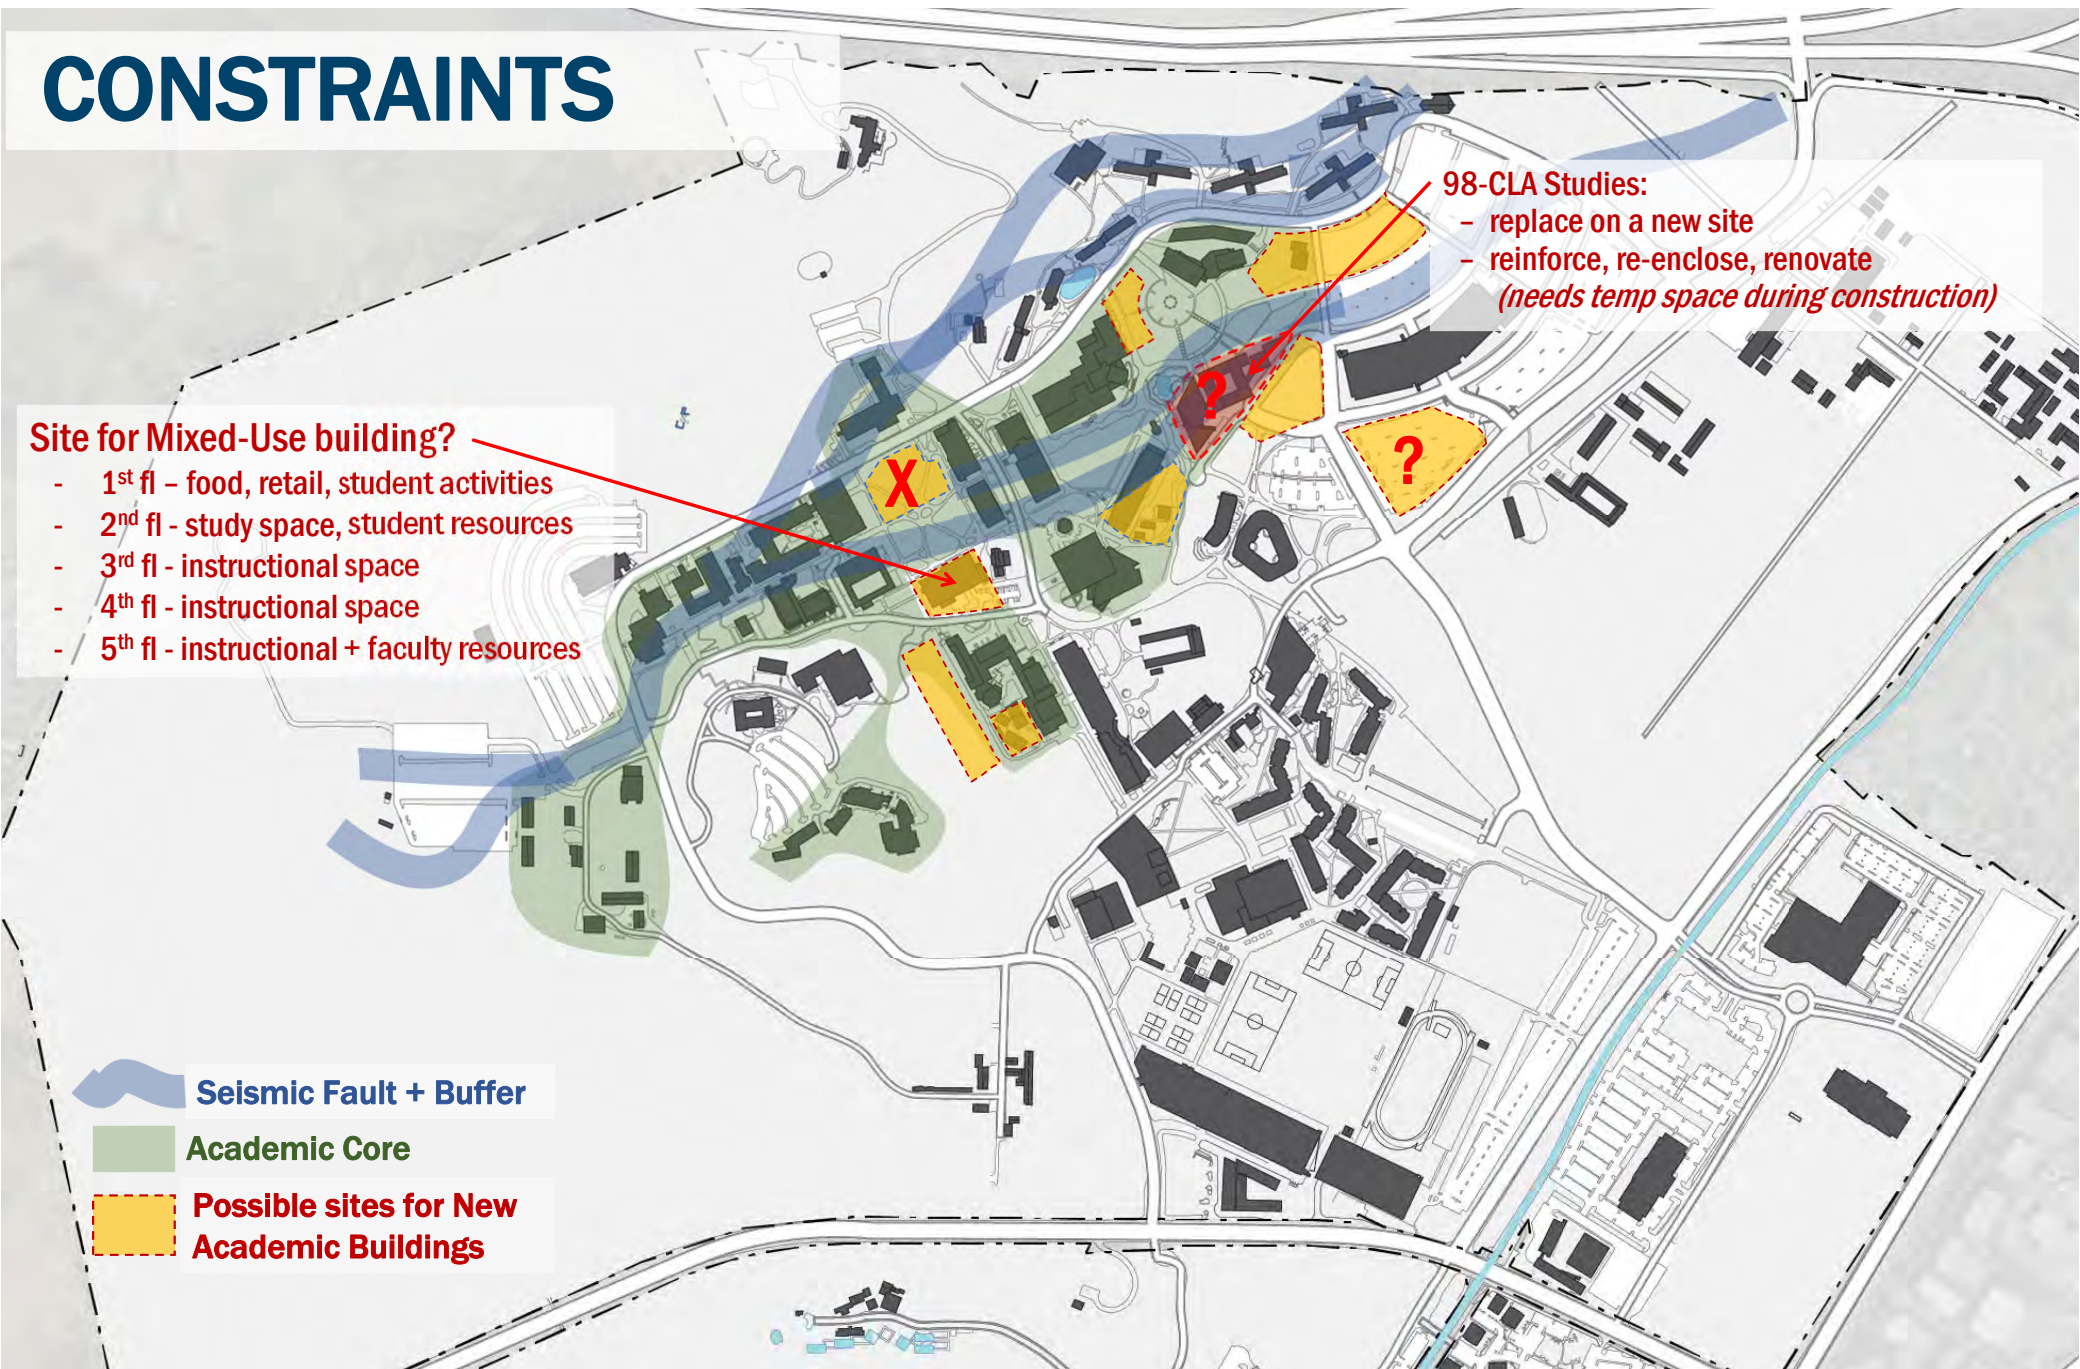 CONSTRAINTS
98-CLA Studies:
– replace on a new site
– reinforce, re-enclose, renovate
(needs temp space during construction)
?
?
X
Site for Mixed-Use building?
- 1st fl – food, retail, student activities
- 2nd fl - study space, student resources
- 3rd fl - instructional space
- 4th fl - instructional space
- 5th fl - instructional + faculty resources
Seismic Fault + Buffer
Academic Core
Possible sites for New
Academic Buildings